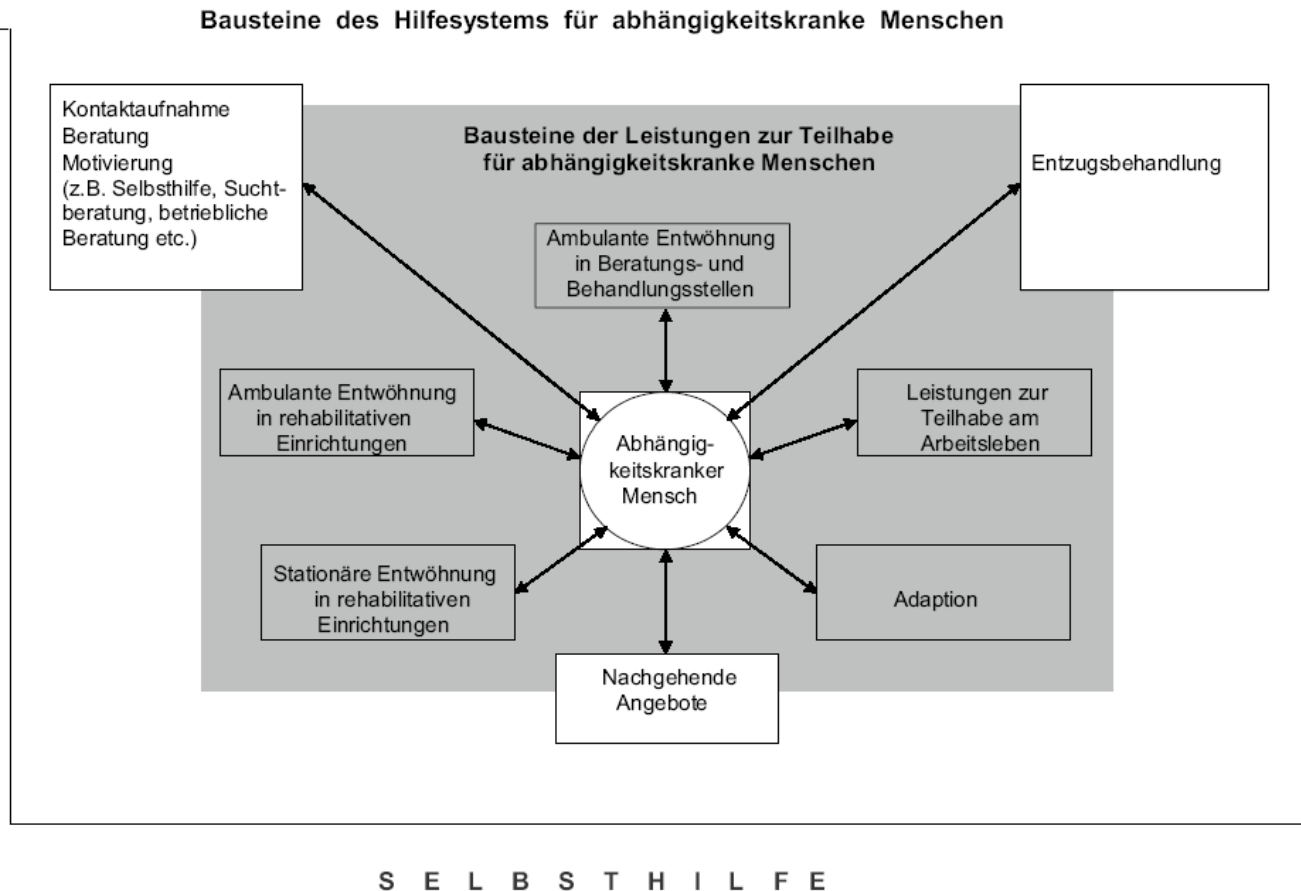 Bausteine des Hilfesystems für abhängigkeitskranke Menschen
Kontaktaufnahme
Beratung
Motivierung
(z.B. Selbsthilfe, Sucht-
beratung, betriebliche
Beratung etc.)
Bausteine der Leistungen zur Teilhabe
für abhängigkeitskranke Menschen
Entzugsbehandlung
Ambulante Entwöhnung
in Beratungs- und
Behandlungsstellen
Ambulante Entwöhnung
in rehabilitativen
Einrichtungen
Leistungen zur
Teilhabe am
Arbeitsleben
Abhängig-
keitskranker
Mensch
Stationäre Entwöhnung
in rehabilitativen
Einrichtungen
Adaption
Nachgehende
Angebote
S E L B S T H I L F E